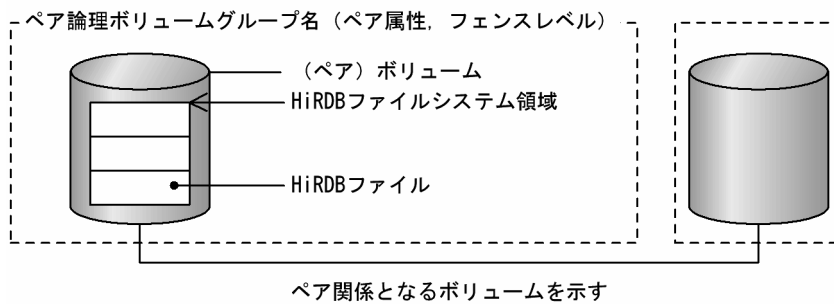 ペア論理ボリュームグループ名（ペア属性，フェンスレベル）
（ペア）ボリューム
HiRDBファイルシステム領域
HiRDBファイル
ペア関係となるボリュームを示す